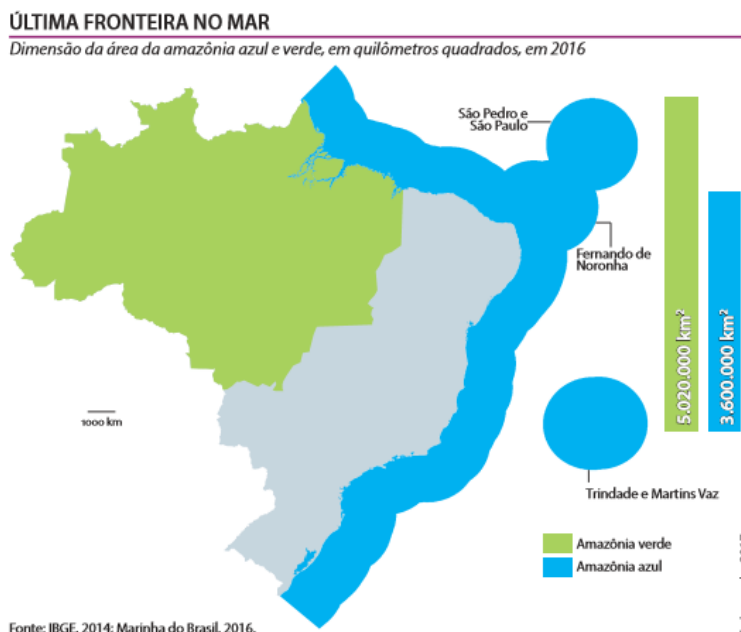 ÚLTIMA FRONTEIRA NO MAR
Dimensão da área da amazônia azul e verde, em quilômetros quadrados, em 2016
São Pedro e
São Paulo
Fernando de
Noronha
5.020.000 km²
3.600.000 km²
1000 km
Trindade e Martins Vaz
Amazônia verde
Amazônia azul
Fonte: IBGE, 2014; Marinha do Brasil, 2016.